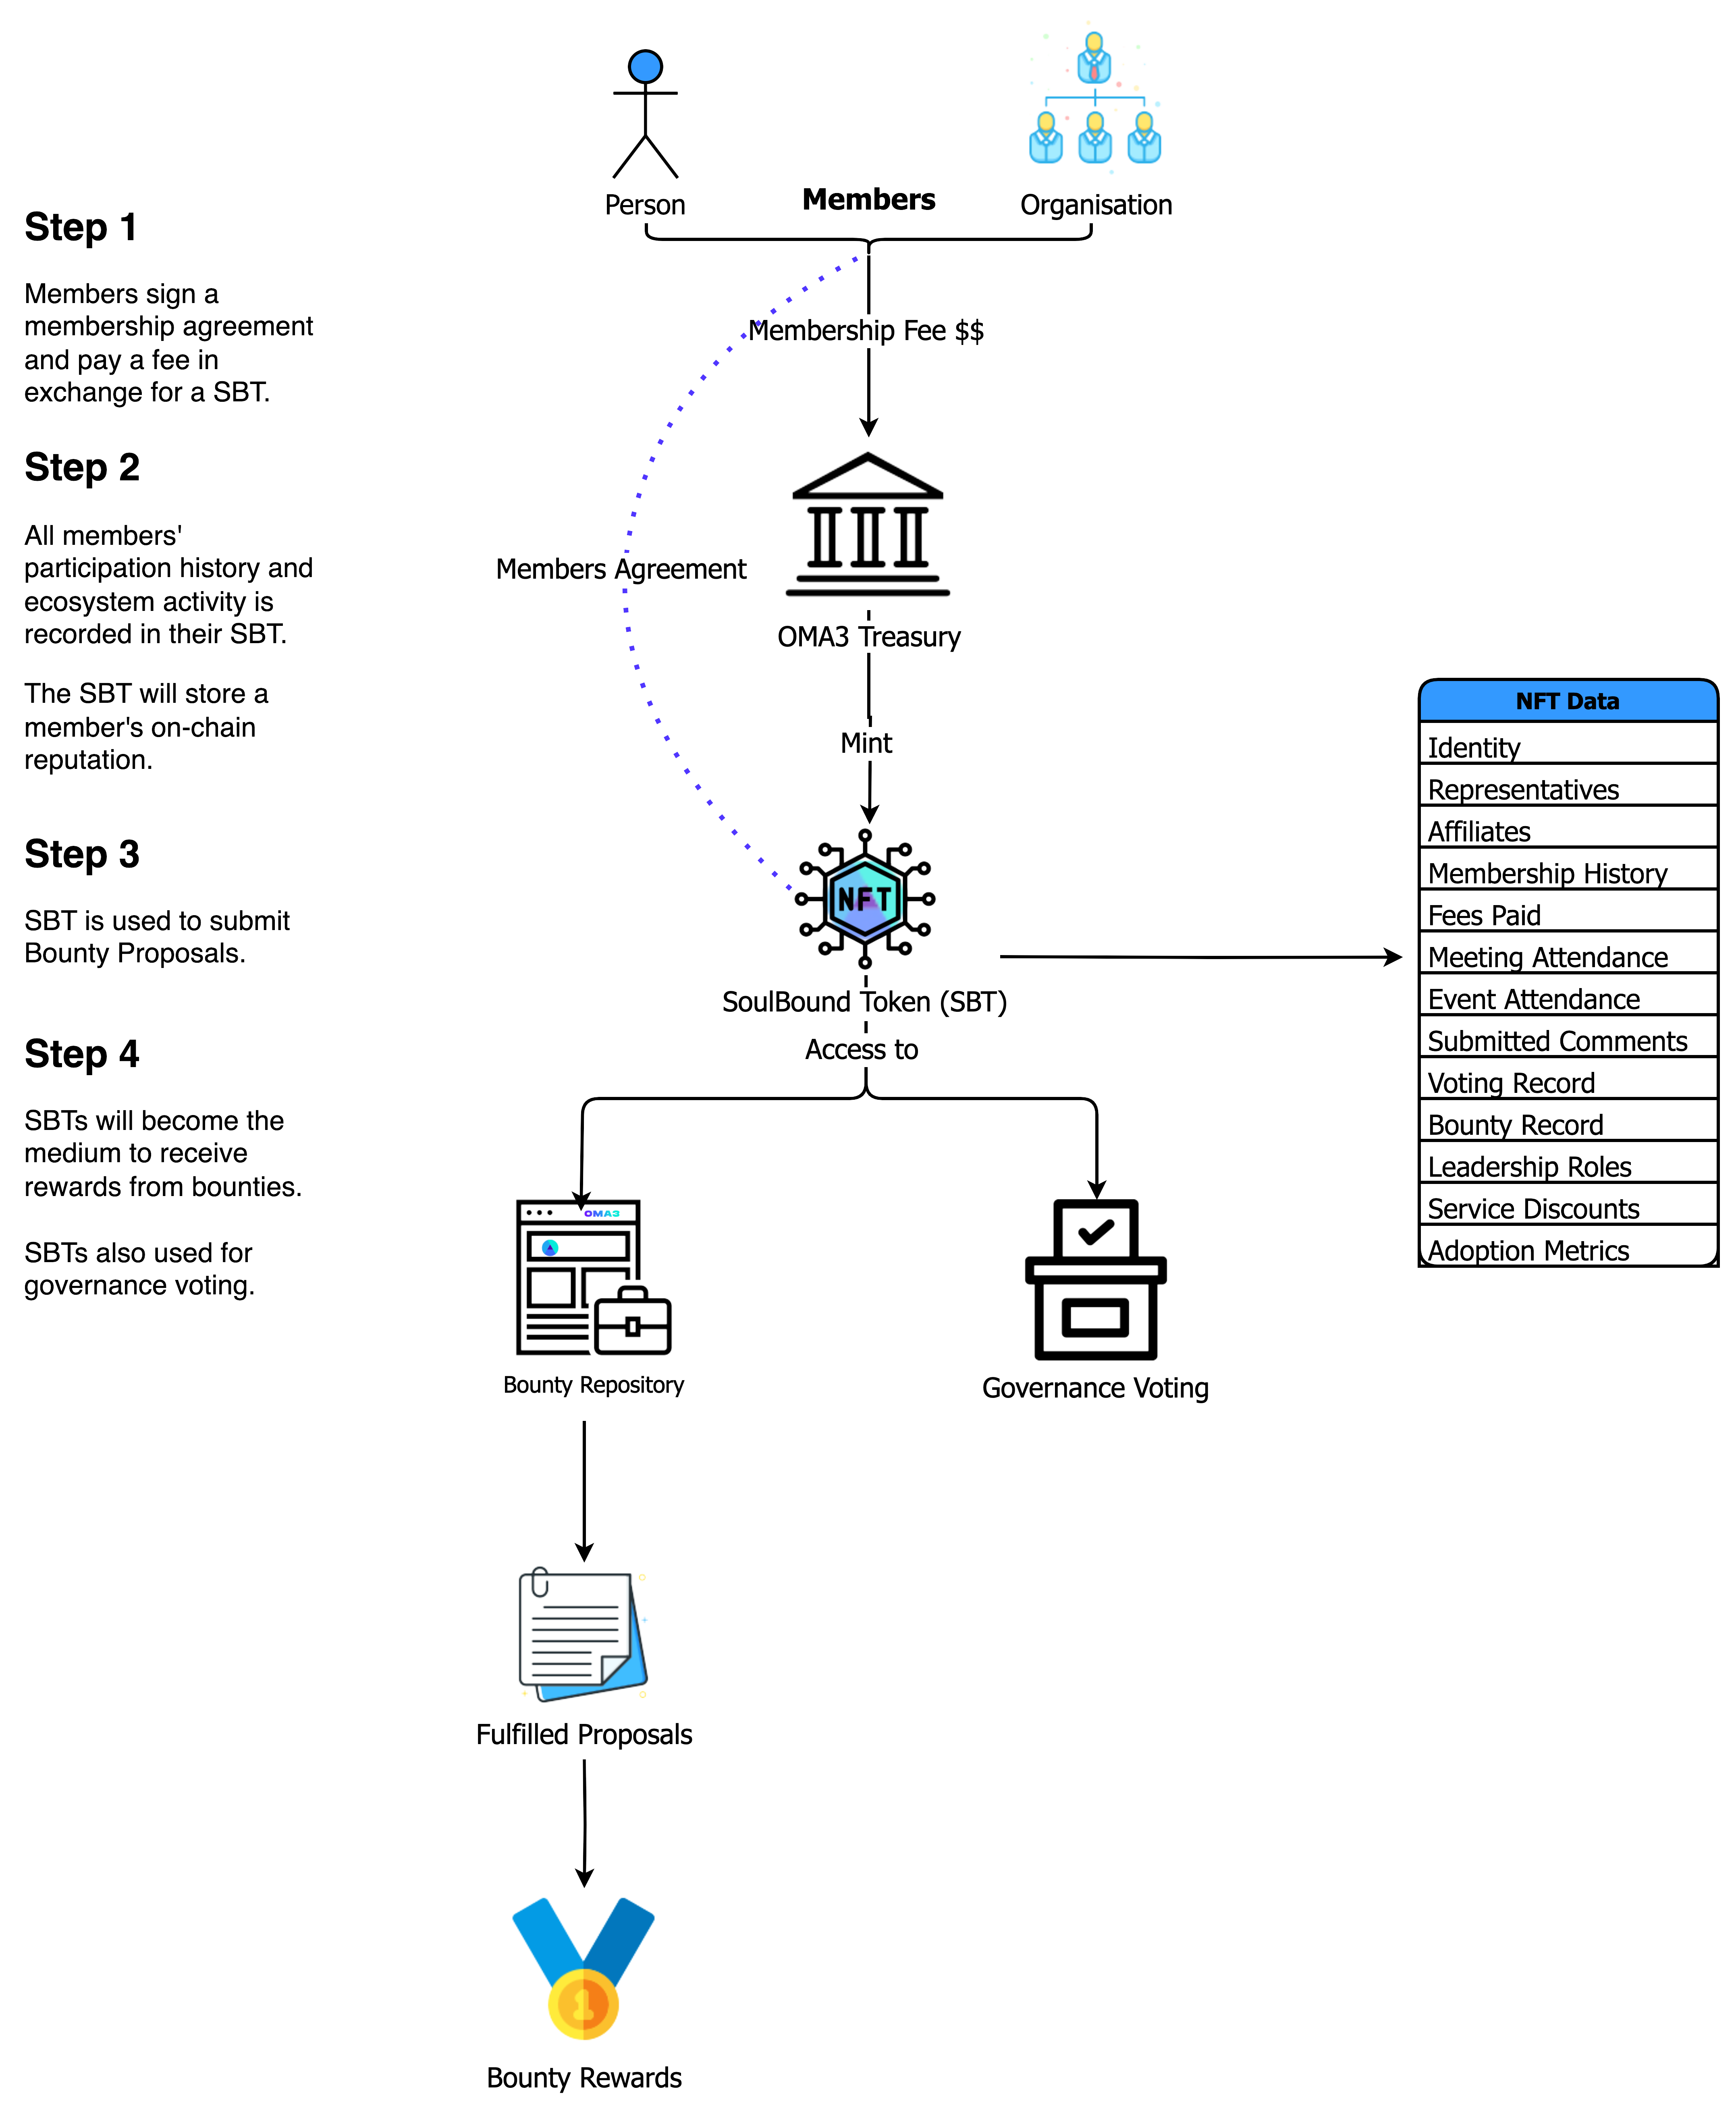 Person
Members
Organisation
Step 1
Members sign a
membership agreement
and pay a fee in
exchange for a SBT.
Membership Fee $$
Step 2
All members'
participation history and
ecosystem activity is
recorded in their SBT.
The SBT will store a
member's on-chain
reputation.
Members Agreement
OMA3 Treasury
Mint
Step 3
SBT is used to submit
Bounty Proposals.
NFT
SoulBound Token (SBT)
Access to
NFT Data
Identity
Representatives
Affiliates
Membership History
Fees Paid
Meeting Attendance
Event Attendance
Submitted Comments
Voting Record
Bounty Record
Leadership Roles
Service Discounts
Adoption Metrics
Step 4
SBTs will become the
medium to receive
rewards from bounties.
SBTs also used for
governance voting.
OMA3
Bounty Repository
Governance Voting
Fulfilled Proposals
1
Bounty Rewards